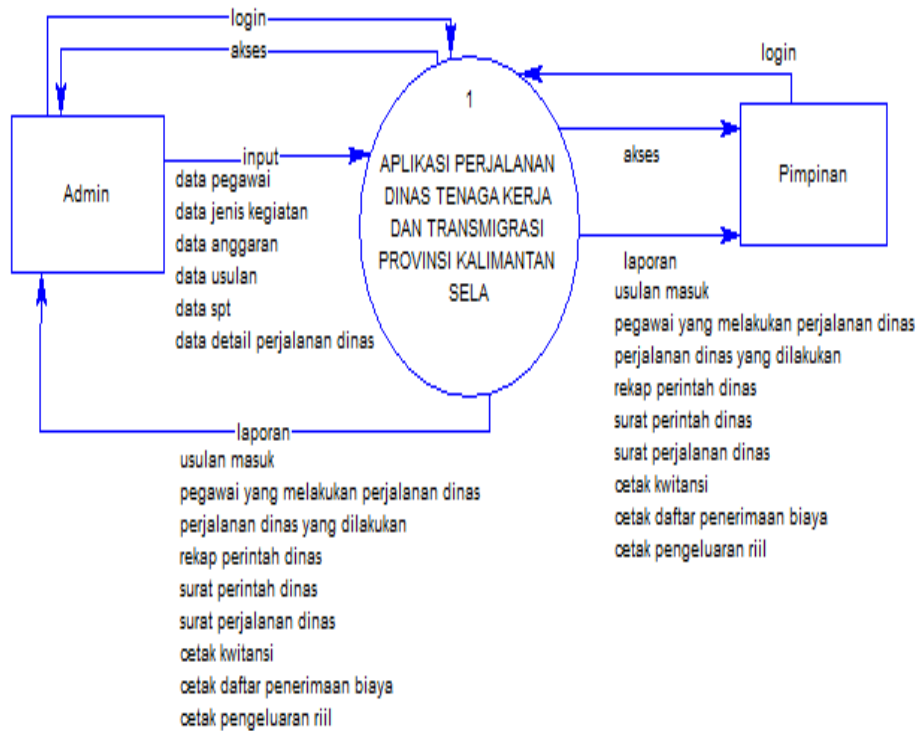 login
akses
login
1
APLIKASI PERJALANAN
DINAS TENAGA KERJA
DAN TRANSMIGRASI
PROVINSI KALIMANTAN
SELA
Admin
input
data pegawai
data jenis kegiatan
data anggaran
data usulan
data spt
data detail perjalanan dinas
akses
Pimpinan
laporan
usulan masuk
pegawai yang melakukan perjalanan dinas
perjalanan dinas yang dilakukan
rekap perintah dinas
surat perintah dinas
surat perjalanan dinas
cetak kwitansi
cetak daftar penerimaan biaya
cetak pengeluaran riil
laporan
usulan masuk
pegawai yang melakukan perjalanan dinas
perjalanan dinas yang dilakukan
rekap perintah dinas
surat perintah dinas
surat perjalanan dinas
cetak kwitansi
cetak daftar penerimaan biaya
cetak pengeluaran riil